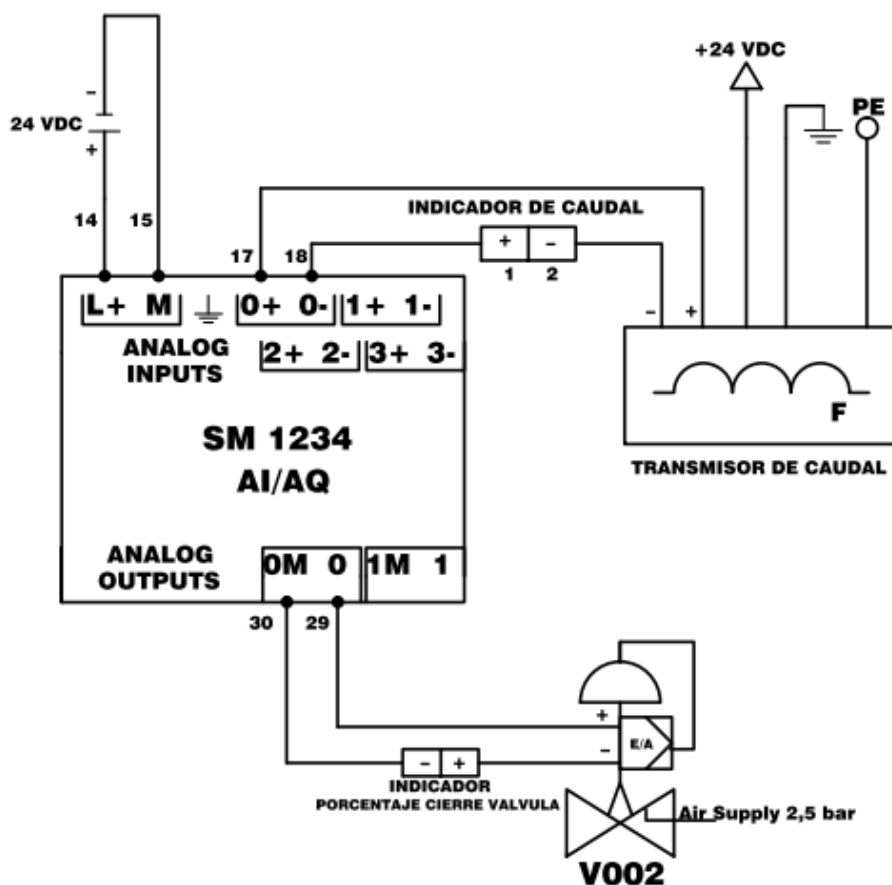 +24 VDC
PE
-
24 VDC
+
14 15
17 18
INDICADOR DE CAUDAL
+ -
1 2
- +
L+ M 0+ 0- 1+ 1-
ANALOG
INPUTS
2+ 2- 3+ 3-
F
TRANSMISOR DE CAUDAL
SM 1234
AI/AQ
ANALOG
OUTPUTS
0M 0 1M 1
30 29
+
E/A
-
- +
INDICADOR
PORCENTAJE CIERRE VALVULA
Air Supply 2,5 bar
V002